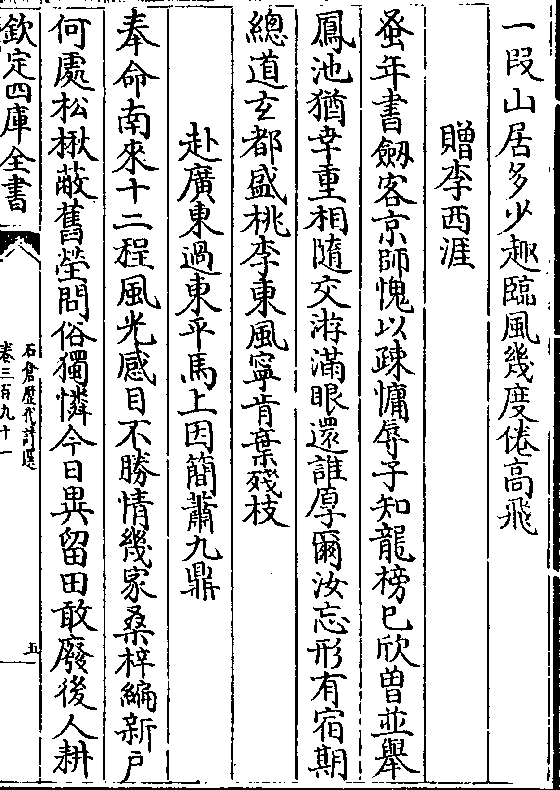 一段山居多少趣臨風幾度倦高飛
贈李西涯
蚤年書劔客京師愧以疎慵辱子知龍榜已欣曽並舉
鳳池猶幸重相隨交游滿眼還誰厚爾汝忘形有宿期
總道玄都盛桃李東風寧肯棄殘枝
赴廣東過東平馬上因簡蕭九鼎
奉命南來十二程風光感目不勝情幾家桑梓編新戸
何處松楸蔽舊塋問俗獨憐今日異留田敢廢後人耕
欽定四庫全書
石倉歷代詩選
卷三百九十一
五